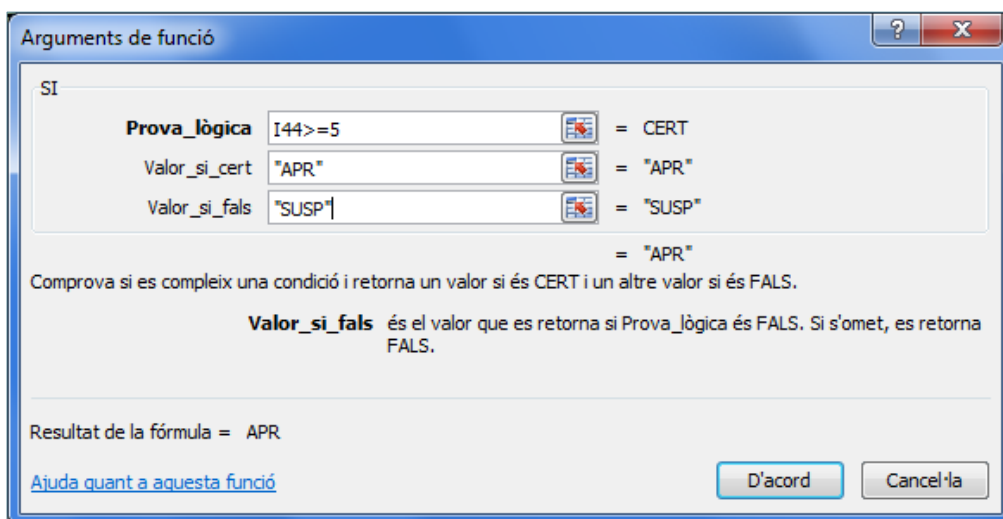 Arguments de funció
SI
Prova_lògica I44>=5 = CERT
Valor_si_cert "APR" = "APR"
Valor_si_fals "SUSP" = "SUSP"
= "APR"
Comprova si es compleix una condició i retorna un valor si és CERT i un altre valor si és FALS.
Valor_si_fals és el valor que es retorna si Prova_lògica és FALS. Si s'omet, es retorna
FALS.
Resultat de la fórmula = APR
Ajuda quant a aquesta funció D'acord Cancel·la